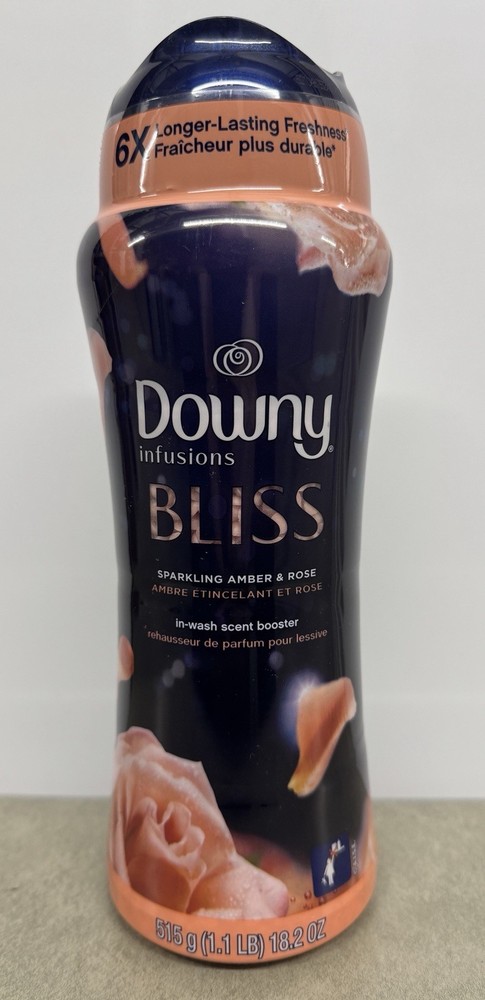 6X Longer-Lasting Freshness
Fraîcheur plus durable*
Downy
infusions
BLISS
SPARKLING AMBER & ROSE
AMBRE ÉTINCELANT ET ROSE
in-wash scent booster
rehausseur de parfum pour lessive
515 g (1.1 LB) 18.2 OZ